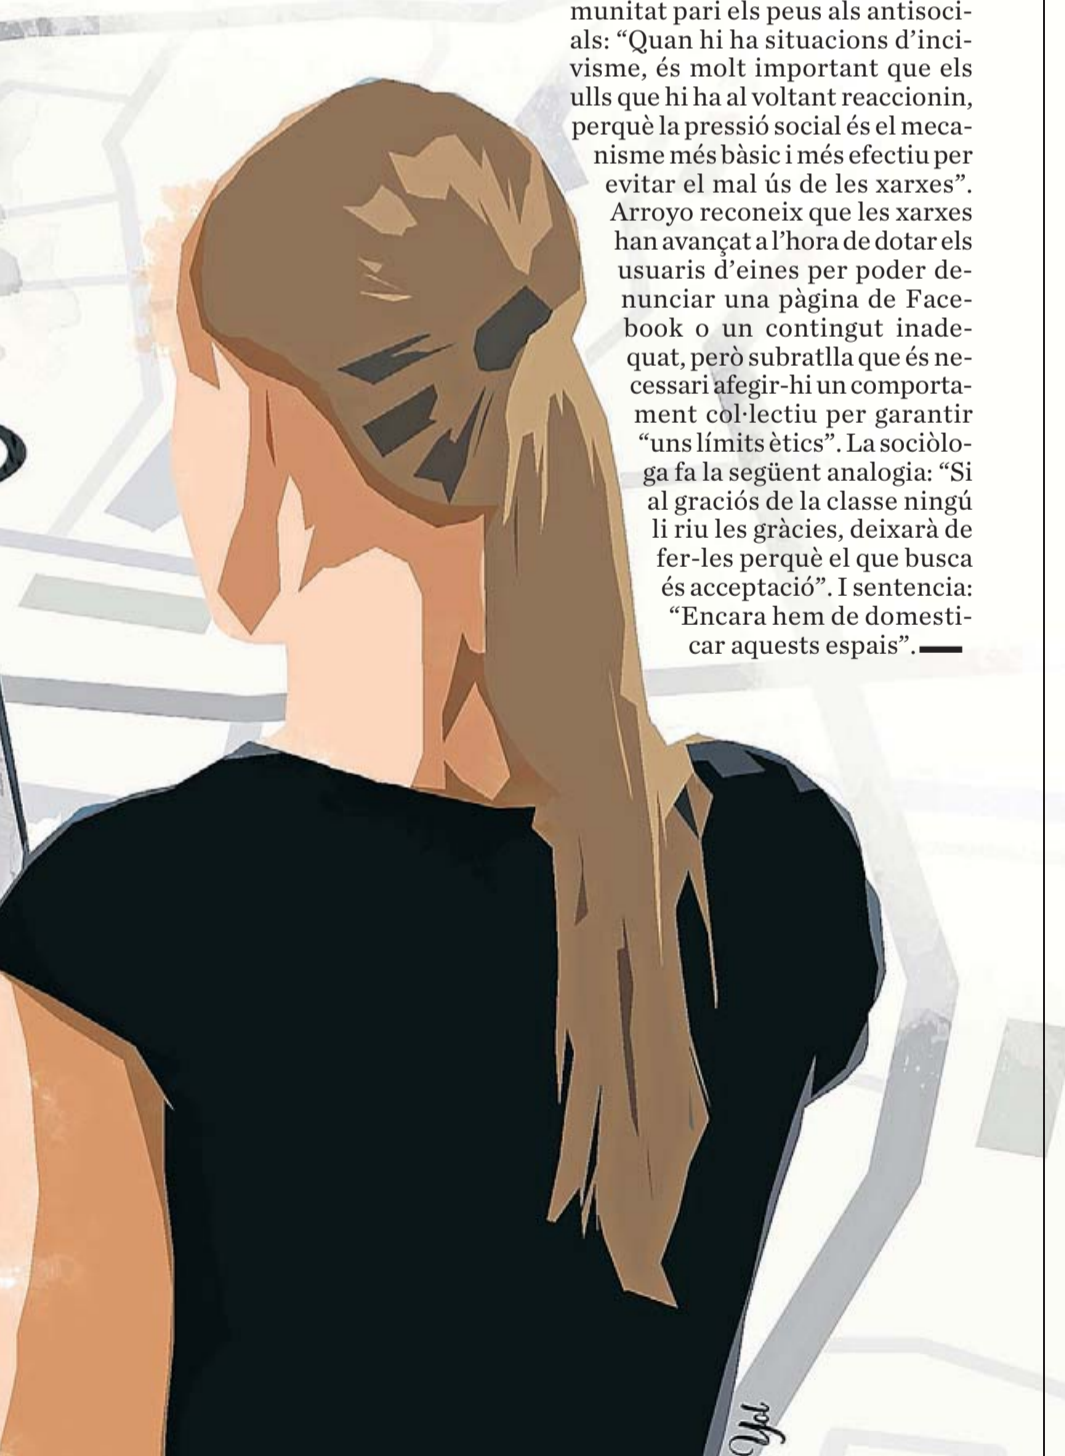 munitat pari els peus als antisoci-
als: “Quan hi ha situacions d’inci-
visme, és molt important que els
ulls que hi ha al voltant reaccionin,
perquè la pressió social és el meca-
nisme més bàsic i més efectiu per
evitar el mal ús de les xarxes”.
Arroyo reconeix que les xarxes
han avançat a l’hora de dotar els
usuaris d’eines per poder de-
nunciar una pàgina de Face-
book o un contingut inade-
quat, però subratlla que és ne-
cessari afegir-hi un comporta-
ment col·lectiu per garantir
“uns límits ètics”. La sociòlo-
ga fa la següent analogia: “Si
al graciós de la classe ningú
li riu les gràcies, deixarà de
fer-les perquè el que busca
és acceptació”. I sentencia:
“Encara hem de domesti-
car aquests espais”.
Yol